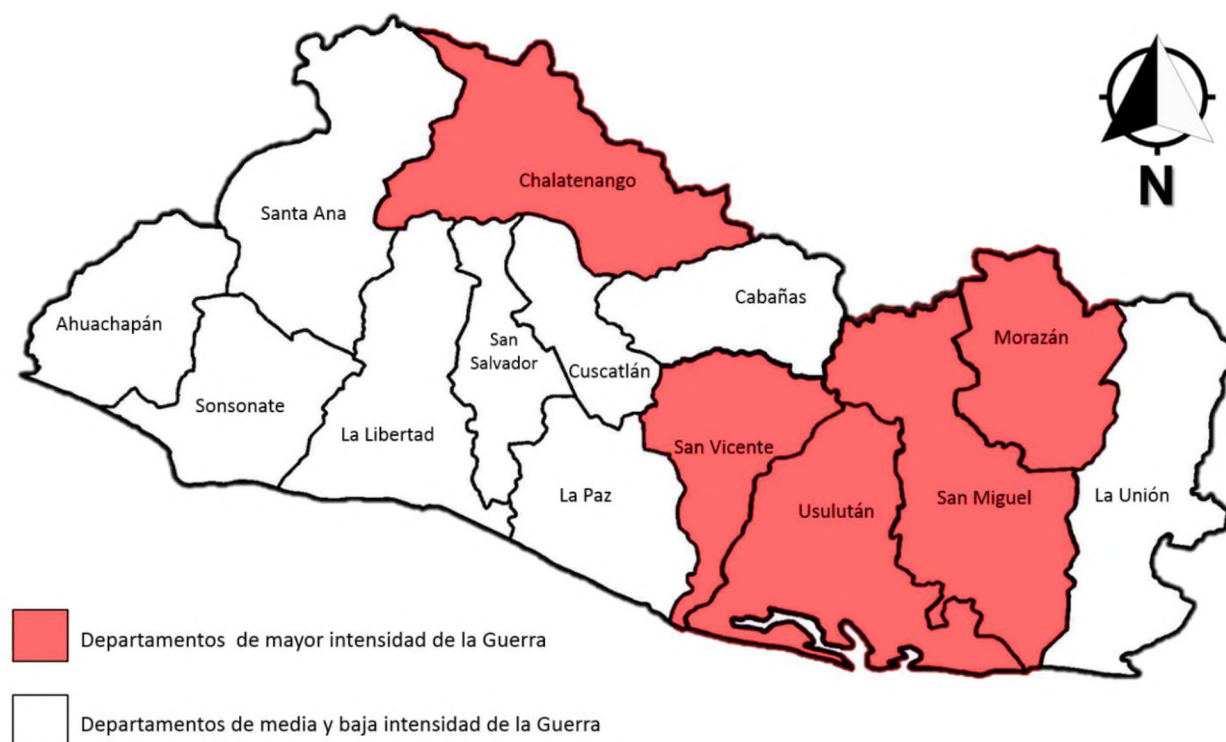 N
Chalatenango
Santa Ana
Cabañas
Ahuachapán
Morazán
San
Salvador
Cuscatlán
Sonsonate
La Libertad
San Vicente
La Paz
Usulután
San Miguel
La Unión
Departamentos de mayor intensidad de la Guerra
Departamentos de media y baja intensidad de la Guerra